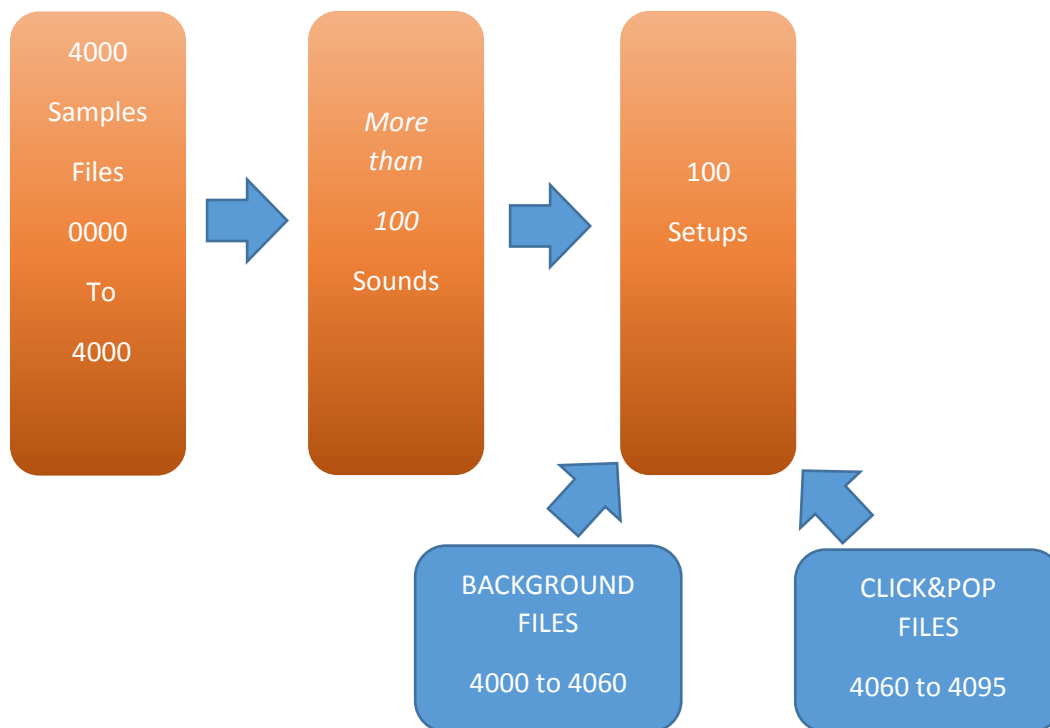 4000
Samples
Files
0000
To
4000
More
than
100
Sounds
100
Setups
BACKGROUND
FILES
4000 to 4060
CLICK&POP
FILES
4060 to 4095